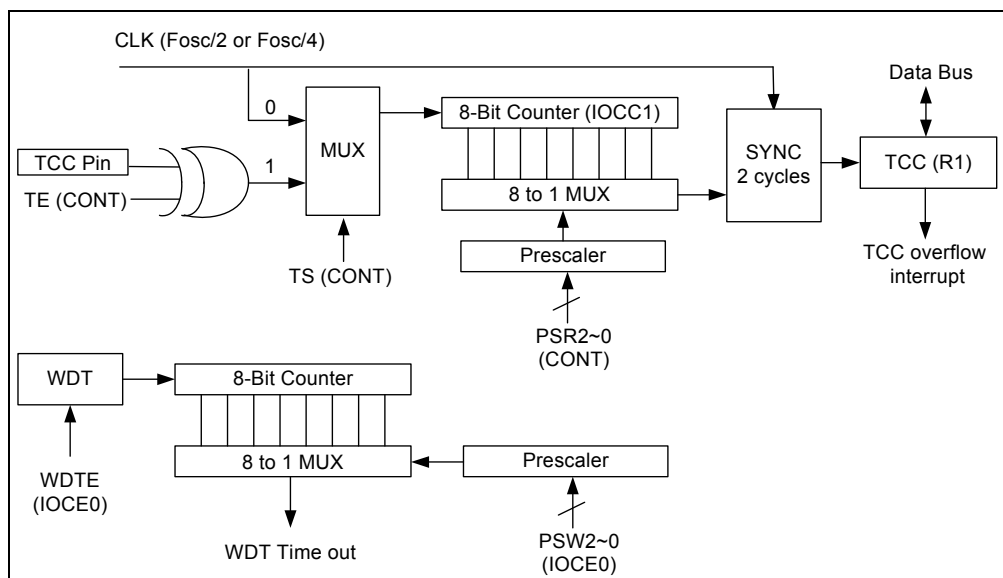 CLK (Fosc/2 or Fosc/4)
Data Bus
0
8-Bit Counter (IOCC1)
MUX
SYNC
2 cycles
TCC (R1)
TCC Pin
1
TE (CONT)
8 to 1 MUX
TS (CONT)
Prescaler
TCC overflow
interrupt
PSR2~0
(CONT)
WDT
8-Bit Counter
8 to 1 MUX
Prescaler
WDTE
(IOCE0)
WDT Time out
PSW2~0
(IOCE0)